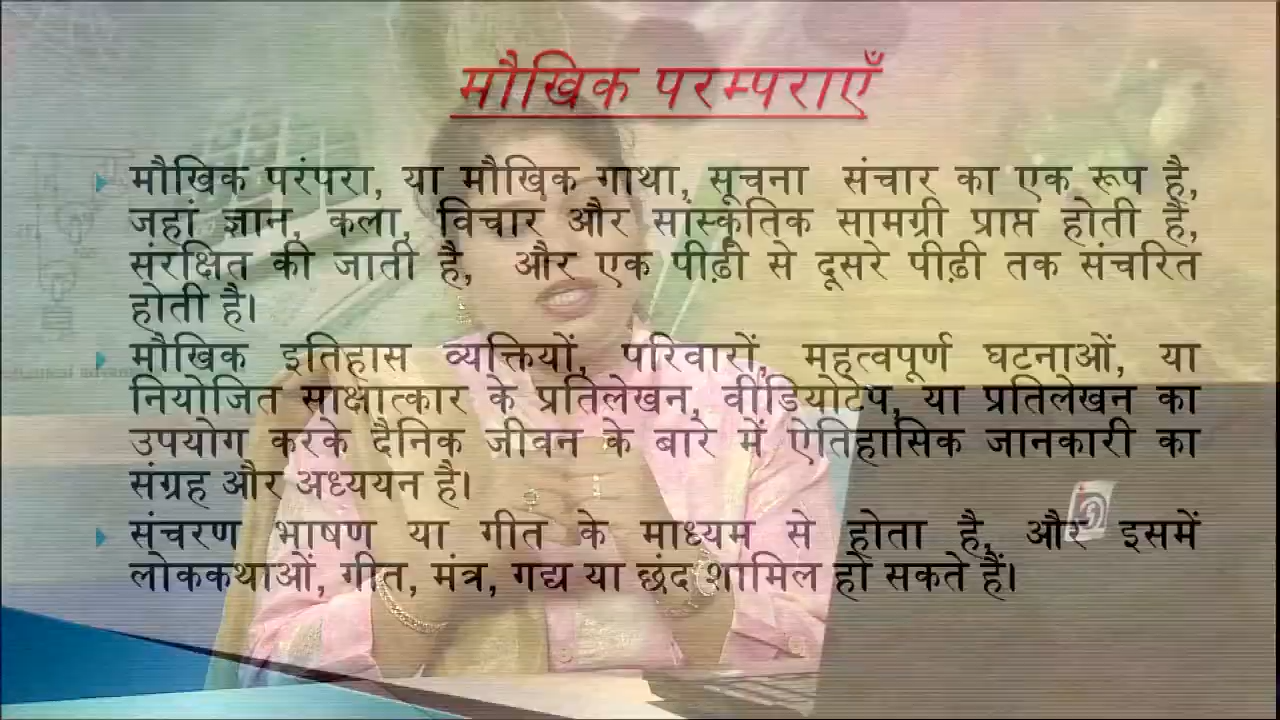 मौखिक परम्पराएँ
मौखिक परंपरा, या मौखिक गाथा, सूचना संचार का एक रूप है,
जहां ज्ञान, कला, विचार और सांस्कृतिक सामग्री प्राप्त होती है,
संरक्षित की जाती है, और एक पीढ़ी से दूसरे पीढ़ी तक संचरित
होती है।
मौखिक इतिहास व्यक्तियों, परिवारों, महत्वपूर्ण घटनाओं, या
नियोजित साक्षात्कार के प्रतिलेखन, वीडियोटेप, या प्रतिलेखन का
उपयोग करके दैनिक जीवन के बारे में ऐतिहासिक जानकारी का
संग्रह और अध्ययन है।
संचरण भाषण या गीत के माध्यम से होता है, और इसमें
लोककथाओं, गीत, मंत्र, गद्य या छंद शामिल हो सकते हैं।